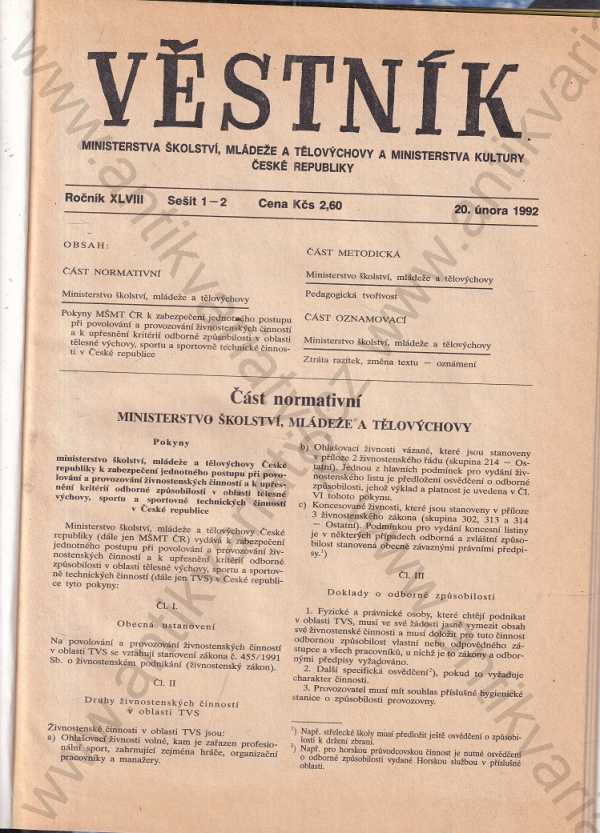 VĚSTNÍK
MINISTERSTVA ŠKOLSTVÍ, MLÁDEŽE A TĚLOVÝCHOVY A MINISTERSTVA KULTURY
ČESKÉ REPUBLIKY
Ročník XLVIII Sešit 1–2 Cena Kčs 2,60 20. února 1992
OBSAH:
ČÁST NORMATIVNÍ
Ministerstvo školství, mládeže a tělovýchovy
Pokyny MŠMT ČR k zabezpečení jednotného postupu
při povolování a provozování živnostenských činností
a k upřesnění kritérií odborné způsobilosti v oblasti
tělesné výchovy, sportu a sportovně technické činnos-
ti v České republice
ČÁST METODICKÁ
Ministerstvo školství, mládeže a tělovýchovy
Pedagogická tvořivost
ČÁST OZNAMOVACÍ
Ministerstvo školství, mládeže a tělovýchovy
Ztráta razítek, změna textu – oznámení
Část normativní
MINISTERSTVO ŠKOLSTVÍ, MLÁDEŽE A TĚLOVÝCHOVY
Pokyny
ministerstva školství, mládeže a tělovýchovy České
republiky k zabezpečení jednotného postupu při povo-
lování a provozování živnostenských činností a k upřes-
nění kritérií odborné způsobilosti v oblasti tělesné
výchovy, sportu a sportovně technických činností
v České republice
Ministerstvo školství, mládeže a tělovýchovy České
republiky (dále jen MŠMT ČR) vydává k zabezpečení
jednotného postupu při povolování a provozování živ-
nostenských činností a k upřesnění kritérií odborné
způsobilosti v oblasti tělesné výchovy, sportu a sportov-
ně technických činností (dále jen TVS) v České republi-
ce tyto pokyny:
Čl. I.
Obecná ustanovení
Na povolování a provozování živnostenských činností
v oblasti TVS se vztahují stanovení zákona č. 455/1991
Sb. o živnostenském podnikání (živnostenský zákon).
Čl. II
Druhy živnostenských činností
v oblasti TVS
Živnostenské činnosti v oblasti TVS jsou:
a) Ohlašovací živnosti volné, kam je zařazen profesio-
nální sport, zahrnující zejména hráče, organizační
pracovníky a manažery.
b) Ohlašovací živnosti vázané, které jsou stanoveny
v příloze 2 živnostenského řádu (skupina 214 – Os-
tatní). Jednou z hlavních podmínek pro vydání živ-
nostenského listu je předložení osvědčení o odborné
způsobilosti, jehož výklad a platnost je uvedena v Čl.
VI tohoto pokynu.
c) Koncesované živnosti, které jsou stanoveny v příloze
3 živnostenského zákona (skupina 302, 313 a 314
– Ostatní). Podmínkou pro vydání koncesní listiny
je v některých případech odborná a zvláštní způso-
bilost stanovená obecně závaznými právními předpi-
sy.¹)
Čl. III
Doklady o odborné způsobilosti
1. Fyzické a právnické osoby, které chtějí podnikat
v oblasti TVS, musí ve své žádosti jasně vymezit obsah
své živnostenské činnosti a musí doložit pro tuto činnost
odbornou způsobilost vlastní nebo odpovědného zá-
stupce a všech pracovníků, u nichž je to zákony a odbor-
nými předpisy vyžadováno.
2. Další specifická osvědčení²), pokud to vyžaduje
charakter činnosti.
3. Provozovatel musí mít souhlas příslušné hygienické
stanice o způsobilosti provozovny.
¹) Např. střelecké školy musí předložit ještě osvědčení o způsobi-
losti k držení zbraní.
²) Např. pro horskou průvodcovskou činnost je nutné osvědčení
o odborné způsobilosti vydané Horskou službou v příslušné
oblasti.
www.antikvariat-antik.cz